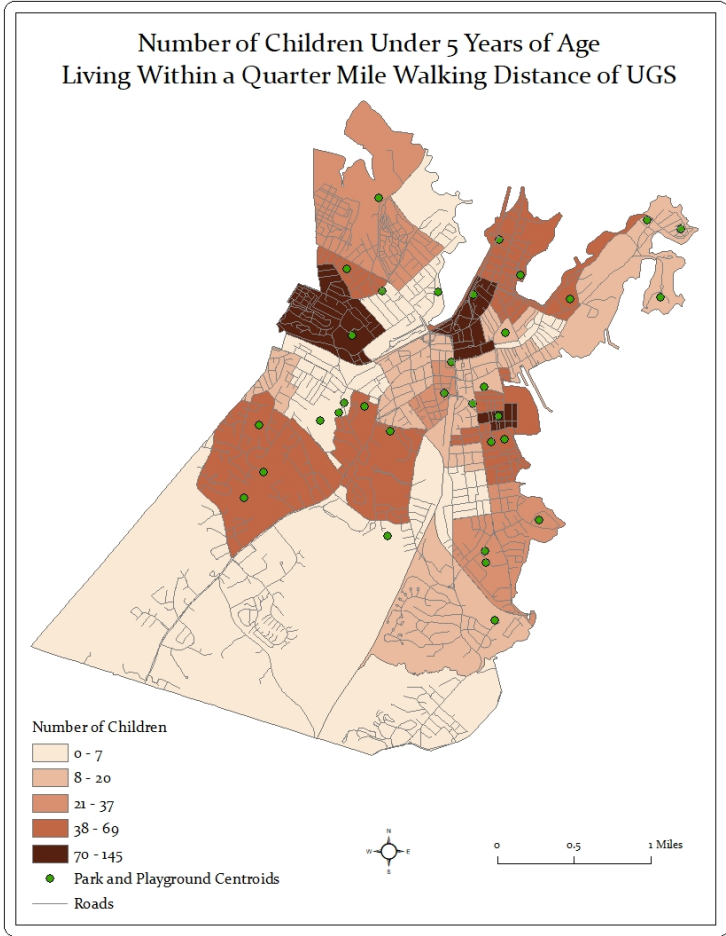 Number of Children Under 5 Years of Age
Living Within a Quarter Mile Walking Distance of UGS
Number of Children
0 - 7
8 - 20
21 - 37
38 - 69
70 - 145
Park and Playground Centroids
Roads
N
W E
S
0 0.5 1 Miles